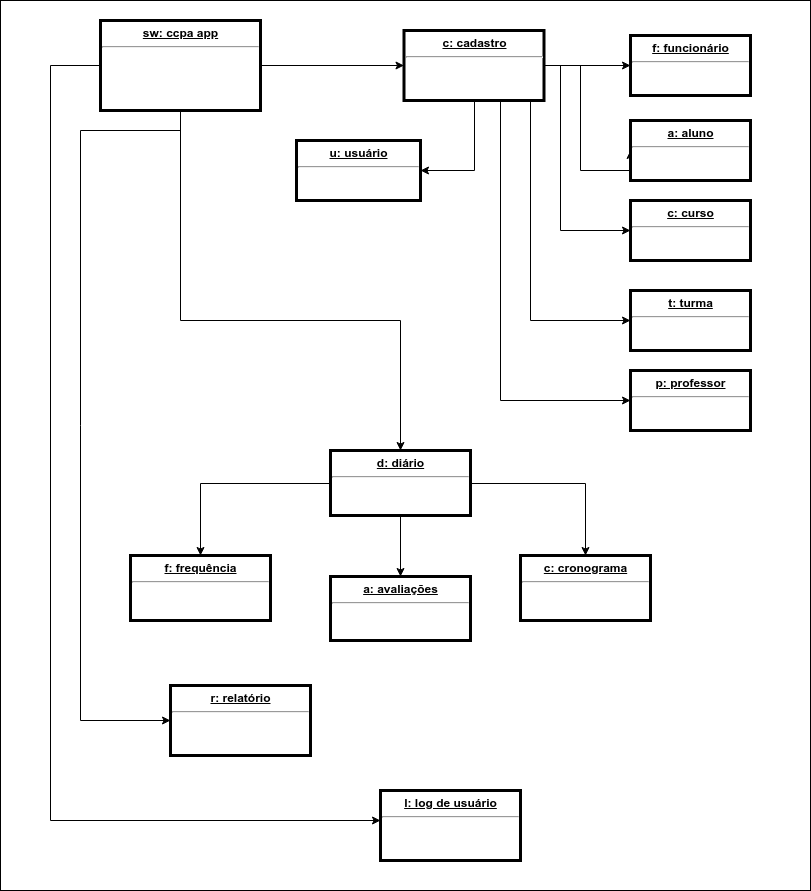 sw: ccpa app
c: cadastro
f: funcionário
a: aluno
u: usuário
c: curso
t: turma
p: professor
d: diário
f: frequência
a: avaliações
c: cronograma
r: relatório
l: log de usuário